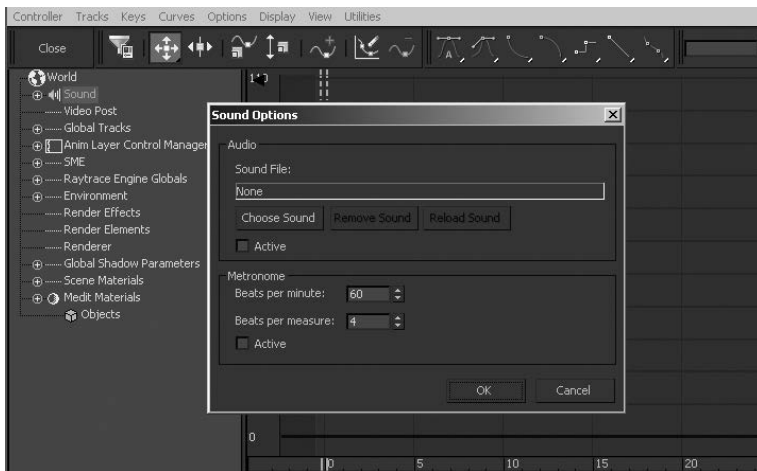 Controller Tracks Keys Curves Options Display View Utilities
Close
World
Sound
Video Post
Global Tracks
Anim Layer Control Manager
SME
Raytrace Engine Globals
Environment
Render Effects
Render Elements
Renderer
Global Shadow Parameters
Scene Materials
Medit Materials
Objects
Sound Options
Audio
Sound File:
None
Choose Sound Remove Sound Reload Sound
Active
Metronome
Beats per minute: 60
Beats per measure: 4
Active
OK Cancel
0
0 5 10 15 20